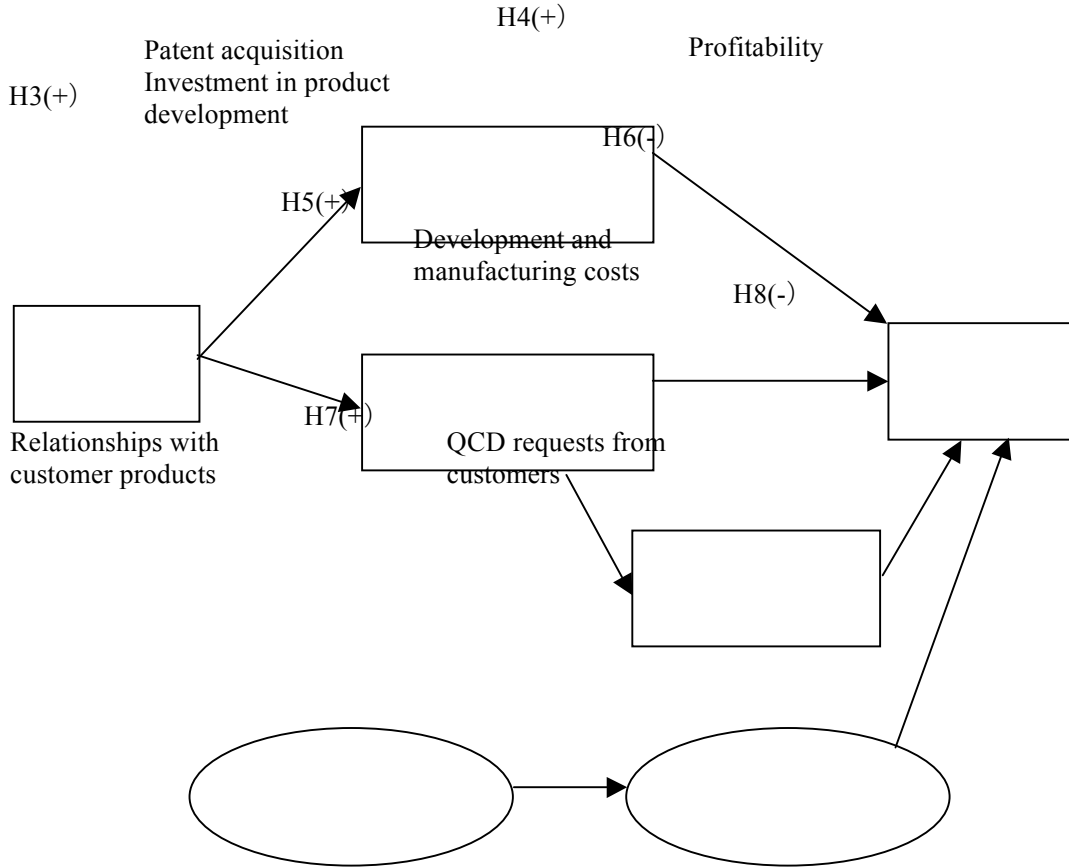 H4(+)
Patent acquisition
Investment in product
development
Profitability
H3(+)
H6(-)
H5(+)
Development and
manufacturing costs
H8(-)
H7(+)
Relationships with
customer products
QCD requests from
customers